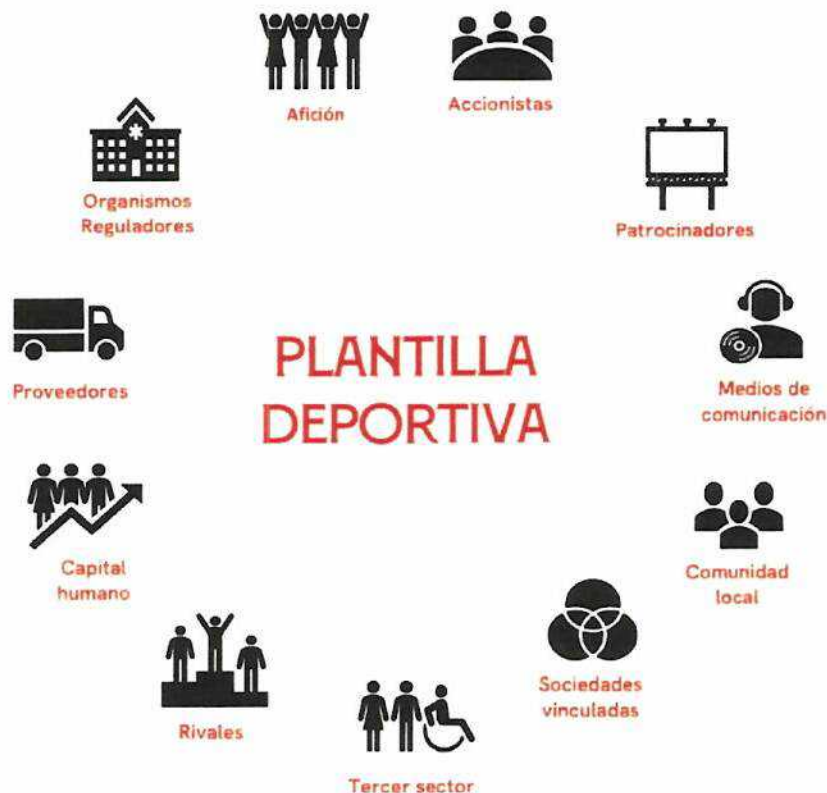 Afición
Accionistas
Organismos
Reguladores
Patrocinadores
Proveedores
PLANTILLA
DEPORTIVA
Medios de
comunicación
Capital
humano
Comunidad
local
Rivales
Sociedades
vinculadas
Tercer sector